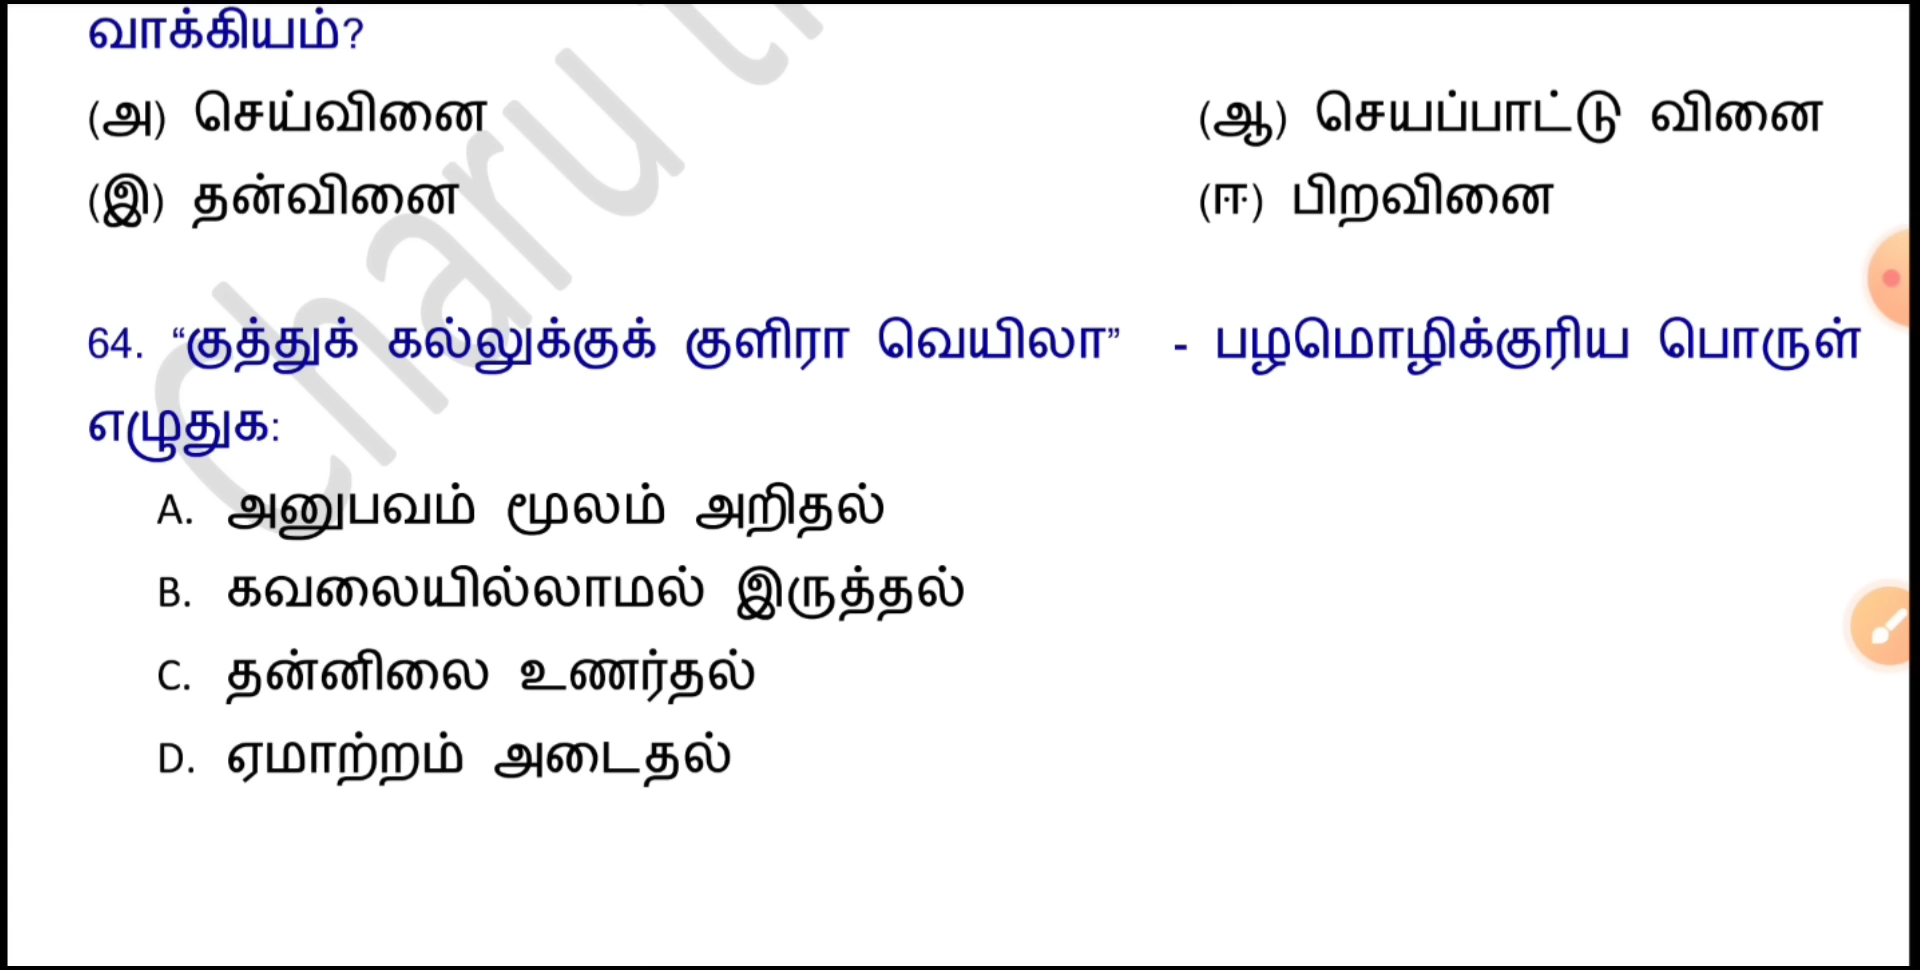 வாக்கியம்?
(அ) செய்வினை (ஆ) செயப்பாட்டு வினை
(இ) தன்வினை (ஈ) பிறவினை
64. “குத்துக் கல்லுக்குக் குளிரா வெயிலா” - பழமொழிக்குரிய பொருள்
எழுதுக:
A. அனுபவம் மூலம் அறிதல்
B. கவலையில்லாமல் இருத்தல்
C. தன்னிலை உணர்தல்
D. ஏமாற்றம் அடைதல்
Charu